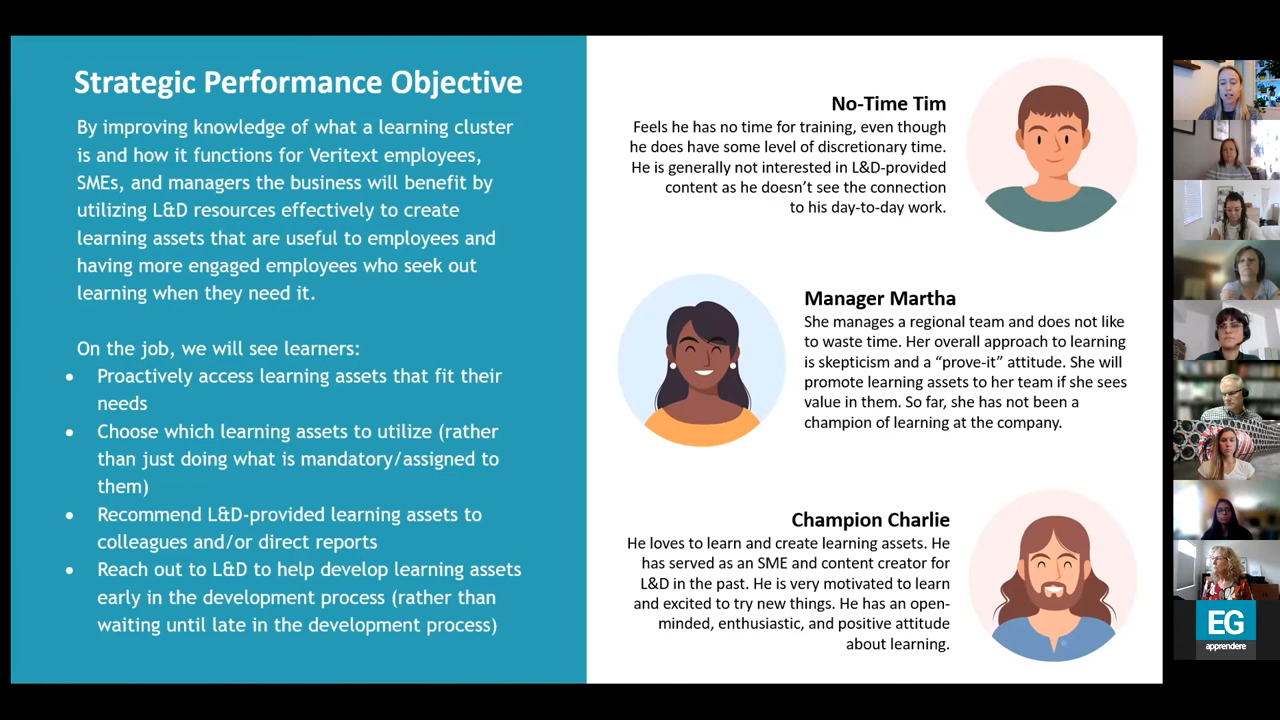 Strategic Performance Objective
By improving knowledge of what a learning cluster
is and how it functions for Veritext employees,
SMEs, and managers the business will benefit by
utilizing L&D resources effectively to create
learning assets that are useful to employees and
having more engaged employees who seek out
learning when they need it.
On the job, we will see learners:
• Proactively access learning assets that fit their
needs
• Choose which learning assets to utilize (rather
than just doing what is mandatory/assigned to
them)
• Recommend L&D-provided learning assets to
colleagues and/or direct reports
• Reach out to L&D to help develop learning assets
early in the development process (rather than
waiting until late in the development process)
No-Time Tim
Feels he has no time for training, even though
he does have some level of discretionary time.
He is generally not interested in L&D-provided
content as he doesn’t see the connection
to his day-to-day work.
Manager Martha
She manages a regional team and does not like
to waste time. Her overall approach to learning
is skepticism and a “prove-it” attitude. She will
promote learning assets to her team if she sees
value in them. So far, she has not been a
champion of learning at the company.
Champion Charlie
He loves to learn and create learning assets. He
has served as an SME and content creator for
L&D in the past. He is very motivated to learn
and excited to try new things. He has an open-
minded, enthusiastic, and positive attitude
about learning.
EG
apprendere